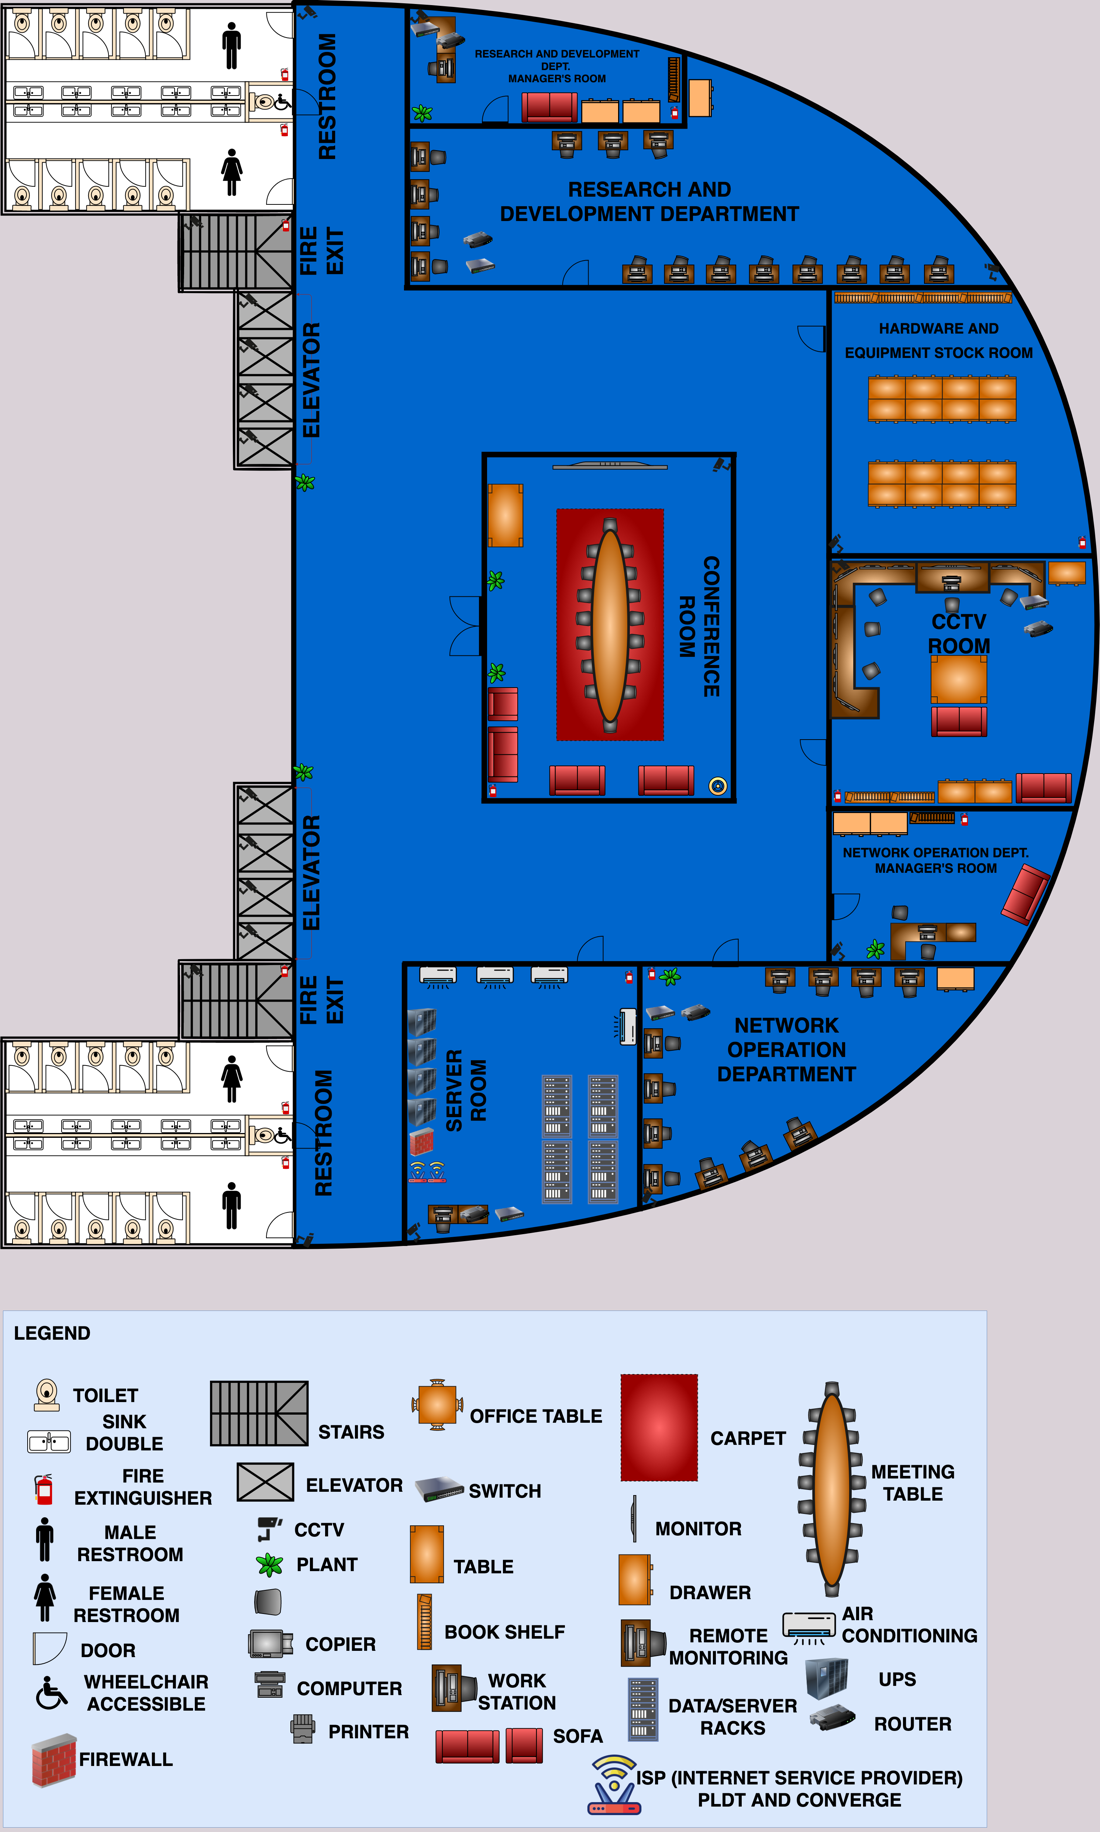 RESTROOM
RESEARCH AND DEVELOPMENT
DEPT.
MANAGER'S ROOM
RESEARCH AND
DEVELOPMENT DEPARTMENT
FIRE
EXIT
ELEVATOR
HARDWARE AND
EQUIPMENT STOCK ROOM
CONFERENCE
ROOM
CCTV
ROOM
ELEVATOR
NETWORK OPERATION DEPT.
MANAGER'S ROOM
FIRE
EXIT
SERVER
ROOM
NETWORK
OPERATION
DEPARTMENT
RESTROOM
LEGEND
TOILET
SINK
DOUBLE
FIRE
EXTINGUISHER
MALE
RESTROOM
FEMALE
RESTROOM
DOOR
WHEELCHAIR
ACCESSIBLE
FIREWALL
STAIRS
ELEVATOR
CCTV
PLANT
COPIER
COMPUTER
PRINTER
OFFICE TABLE
SWITCH
TABLE
BOOK SHELF
WORK
STATION
SOFA
CARPET
MONITOR
DRAWER
REMOTE
MONITORING
DATA/SERVER
RACKS
ISP (INTERNET SERVICE PROVIDER)
PLDT AND CONVERGE
MEETING
TABLE
AIR
CONDITIONING
UPS
ROUTER